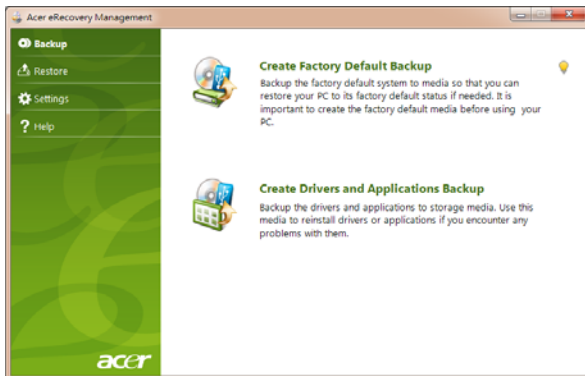 Acer eRecovery Management
Backup
Restore
Settings
? Help
Create Factory Default Backup
Backup the factory default system to media so that you can
restore your PC to its factory default status if needed. It is
important to create the factory default media before using your
PC.
Create Drivers and Applications Backup
Backup the drivers and applications to storage media. Use this
media to reinstall drivers or applications if you encounter any
problems with them.
acer